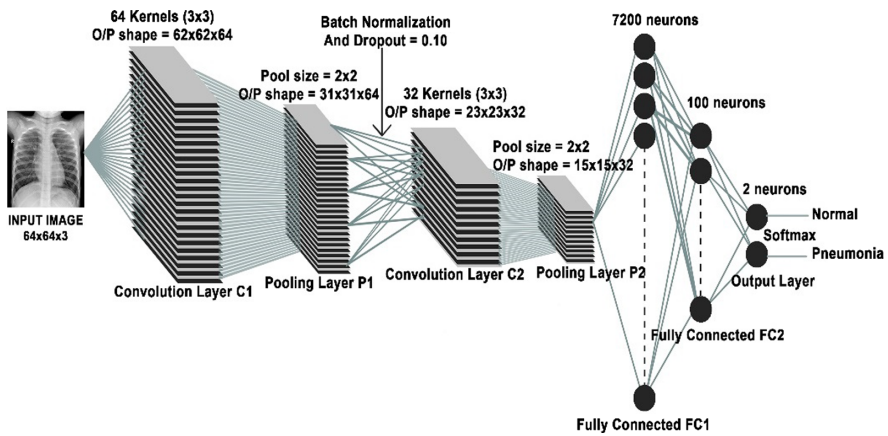 64 Kernels (3x3)
O/P shape = 62x62x64
Batch Normalization
And Dropout = 0.10
7200 neurons
Pool size = 2x2
O/P shape = 31x31x64
32 Kernels (3x3)
O/P shape = 23x23x32
100 neurons
Pool size = 2x2
O/P shape = 15x15x32
2 neurons
INPUT IMAGE
64x64x3
Normal
Softmax
Pneumonia
Convolution Layer C1
Pooling Layer P1
Convolution Layer C2
Pooling Layer P2
Output Layer
Fully Connected FC2
Fully Connected FC1